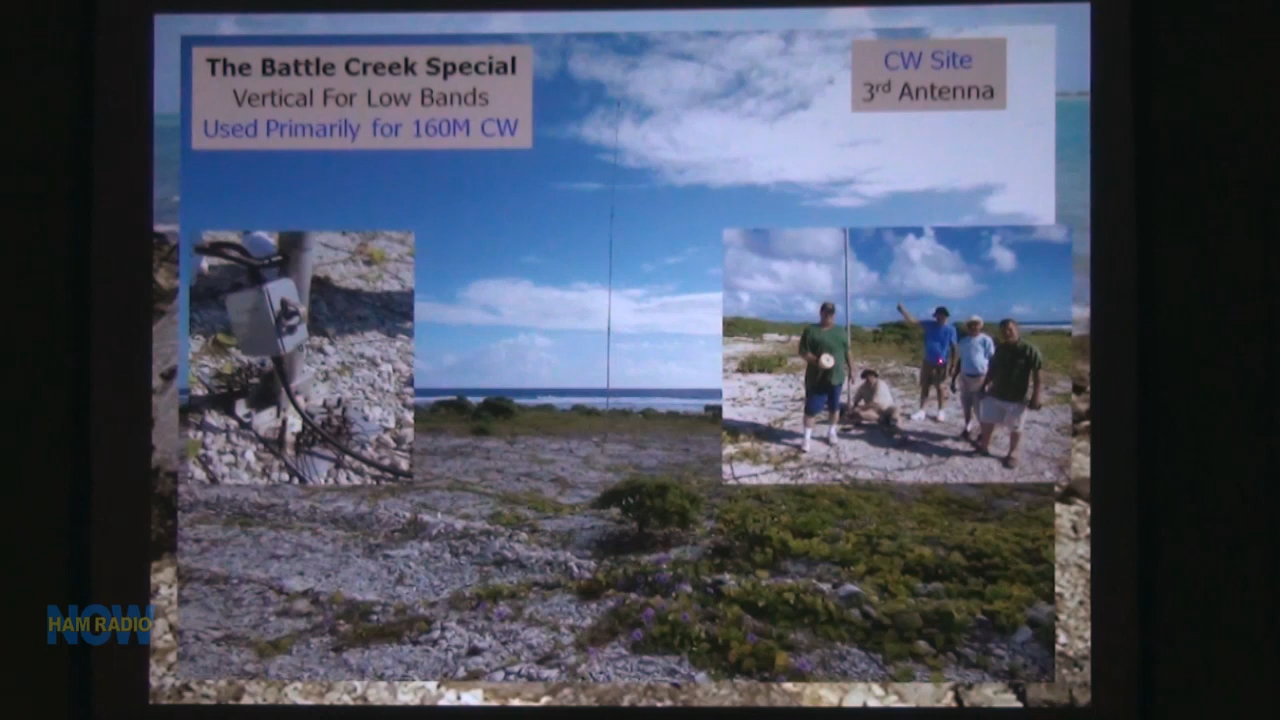 The Battle Creek Special
Vertical For Low Bands
Used Primarily for 160M CW
CW Site
3rd Antenna
HAM RADIO
NOW